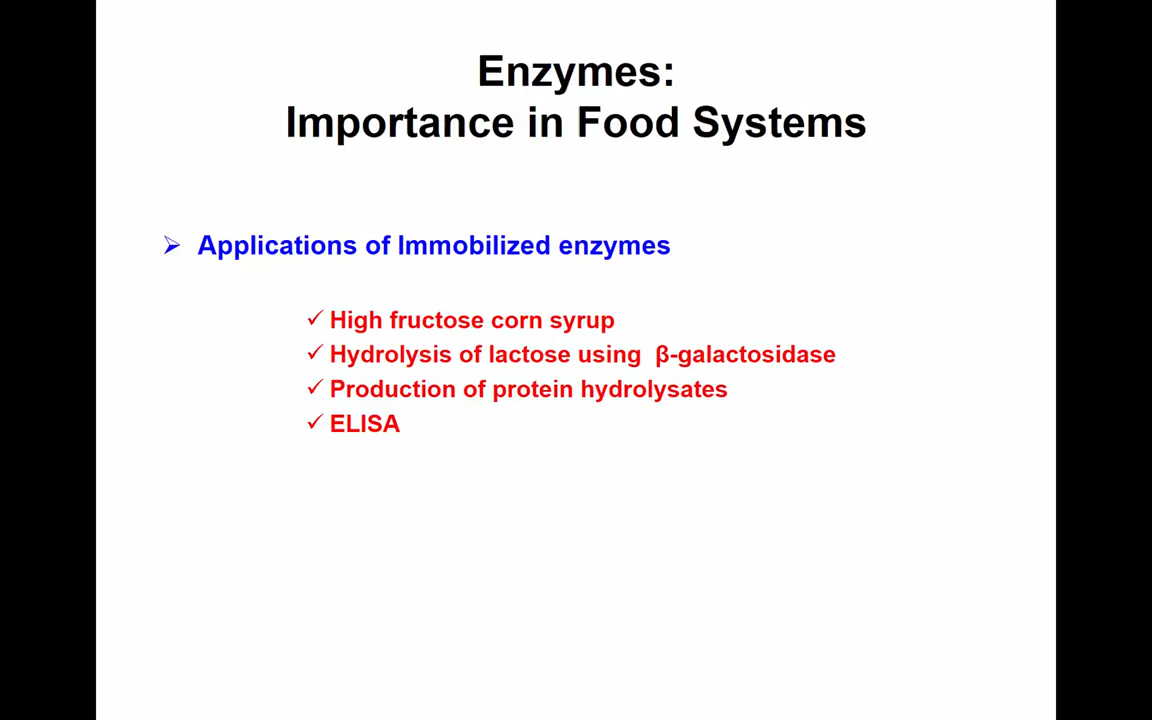 Enzymes:
Importance in Food Systems
➢ Applications of Immobilized enzymes
✓ High fructose corn syrup
✓ Hydrolysis of lactose using β-galactosidase
✓ Production of protein hydrolysates
✓ ELISA